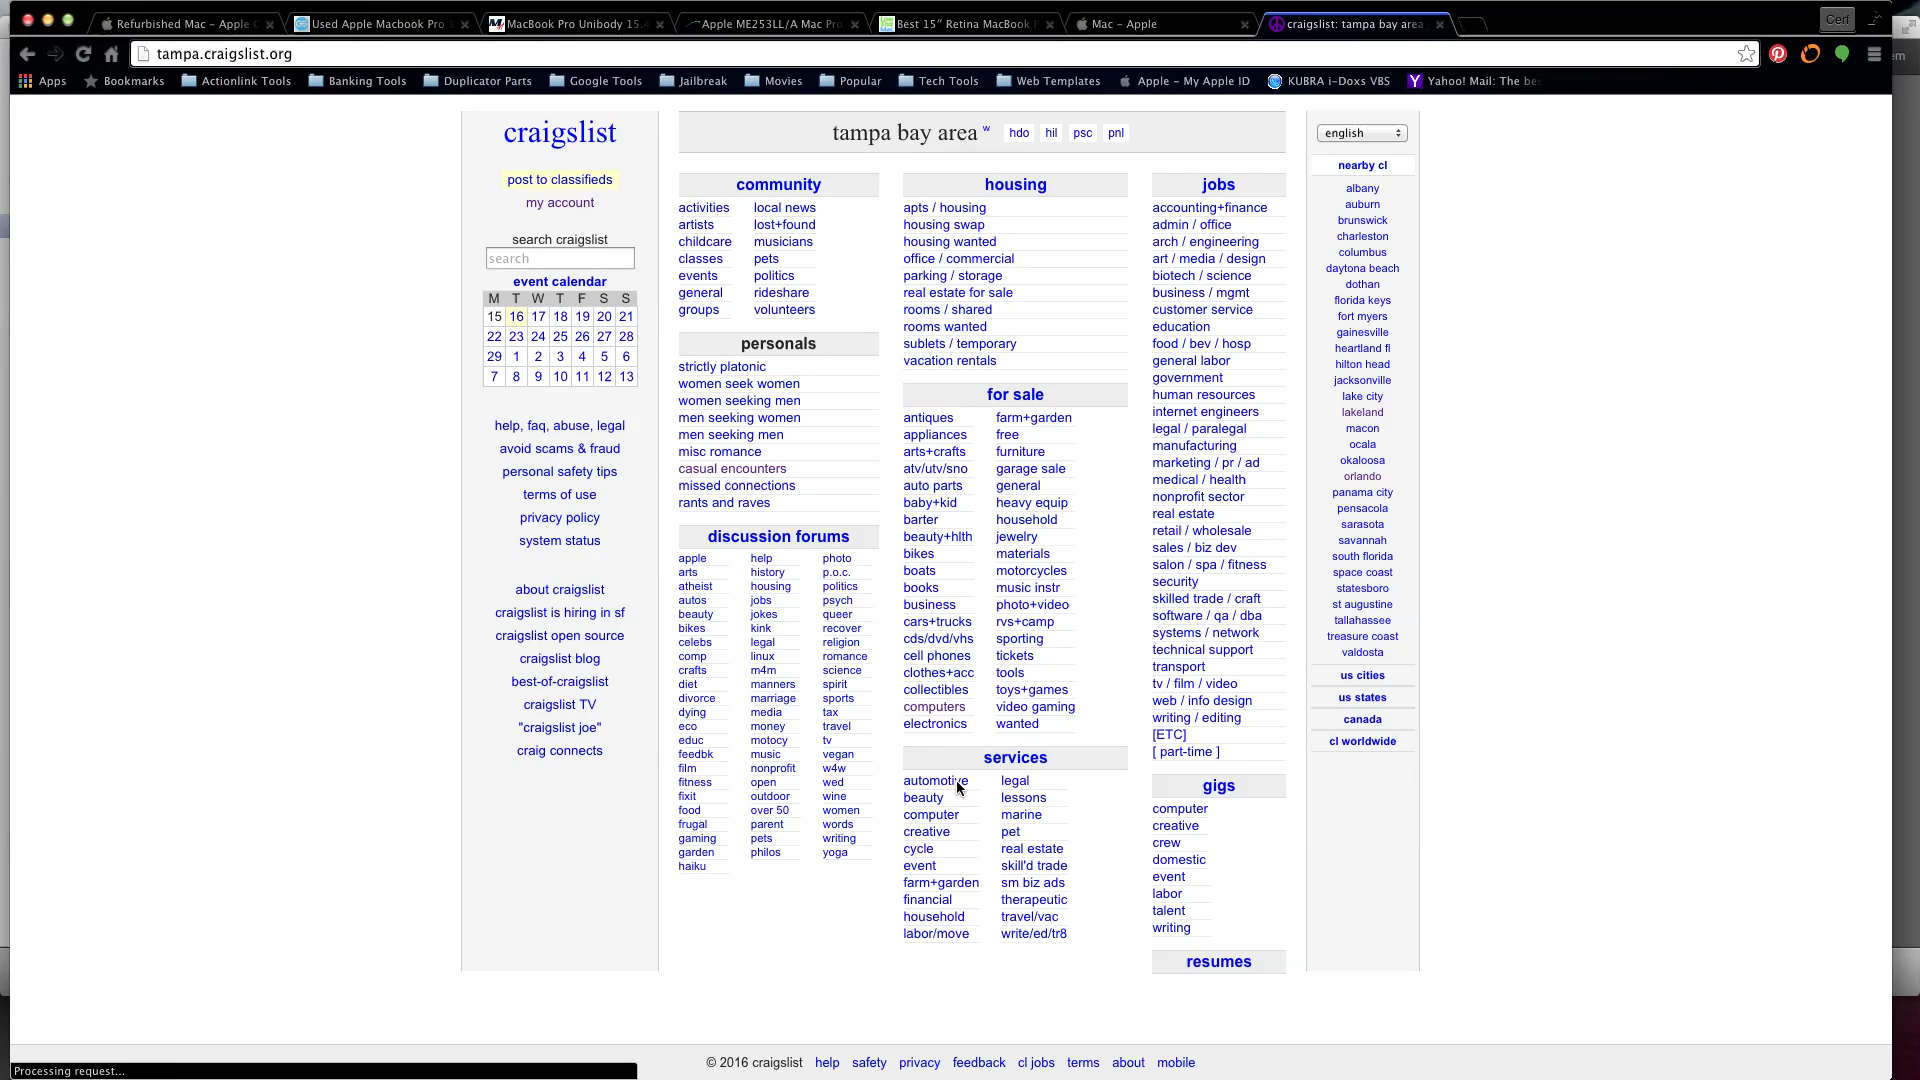 Refurbished Mac – Apple
Used Apple Macbook Pro
MacBook Pro Unibody 15.
Apple ME253LL/A Mac Pro
Best 15" Retina MacBook
Mac – Apple
craigslist: tampa bay area
Cerf
tampa.craigslist.org
Apps
Bookmarks
Actionlink Tools
Banking Tools
Duplicator Parts
Google Tools
Jailbreak
Movies
Popular
Tech Tools
Web Templates
Apple – My Apple ID
KUBRA i-Doxs VBS
Yahoo! Mail: The be
craigslist
post to classifieds
my account
search craigslist
search
event calendar
M T W T F S S
15 16 17 18 19 20 21
22 23 24 25 26 27 28
29 1 2 3 4 5 6
7 8 9 10 11 12 13
help, faq, abuse, legal
avoid scams & fraud
personal safety tips
terms of use
privacy policy
system status
about craigslist
craigslist is hiring in sf
craigslist open source
craigslist blog
best-of-craigslist
craigslist TV
"craigslist joe"
craig connects
tampa bay area w hdo hil psc pnl
community
activities
artists
childcare
classes
events
general
groups
local news
lost+found
musicians
pets
politics
rideshare
volunteers
personals
strictly platonic
women seek women
women seeking men
men seeking women
men seeking men
misc romance
casual encounters
missed connections
rants and raves
discussion forums
apple
arts
atheist
autos
beauty
bikes
celebs
comp
crafts
diet
divorce
dying
eco
educ
feedbk
film
fitness
fixit
food
frugal
gaming
garden
haiku
help
history
housing
jobs
jokes
kink
legal
linux
m4m
manners
marriage
media
money
motocy
music
nonprofit
open
outdoor
over 50
parent
pets
philos
photo
p.o.c.
politics
psych
queer
recover
religion
romance
science
spirit
sports
tax
travel
tv
vegan
w4w
wed
wine
women
words
writing
yoga
housing
apts / housing
housing swap
housing wanted
office / commercial
parking / storage
real estate for sale
rooms / shared
rooms wanted
sublets / temporary
vacation rentals
for sale
antiques
appliances
arts+crafts
atv/utv/sno
auto parts
baby+kid
barter
beauty+hlth
bikes
boats
books
business
cars+trucks
cds/dvd/vhs
cell phones
clothes+acc
collectibles
computers
electronics
farm+garden
free
furniture
garage sale
general
heavy equip
household
jewelry
materials
motorcycles
music instr
photo+video
rvs+camp
sporting
tickets
tools
toys+games
video gaming
wanted
services
automotive
beauty
computer
creative
cycle
event
farm+garden
financial
household
labor/move
legal
lessons
marine
pet
real estate
skill'd trade
sm biz ads
therapeutic
travel/vac
write/ed/tr8
jobs
accounting+finance
admin / office
arch / engineering
art / media / design
biotech / science
business / mgmt
customer service
education
food / bev / hosp
general labor
government
human resources
internet engineers
legal / paralegal
manufacturing
marketing / pr / ad
medical / health
nonprofit sector
real estate
retail / wholesale
sales / biz dev
salon / spa / fitness
security
skilled trade / craft
software / qa / dba
systems / network
technical support
transport
tv / film / video
web / info design
writing / editing
[ETC]
[ part-time ]
gigs
computer
creative
crew
domestic
event
labor
talent
writing
resumes
english
nearby cl
albany
auburn
brunswick
charleston
columbus
daytona beach
dothan
florida keys
fort myers
gainesville
heartland fl
hilton head
jacksonville
lake city
lakeland
macon
ocala
okaloosa
orlando
panama city
pensacola
sarasota
savannah
south florida
space coast
statesboro
st augustine
tallahassee
treasure coast
valdosta
us cities
us states
canada
cl worldwide
© 2016 craigslist help safety privacy feedback cl jobs terms about mobile
Processing request...